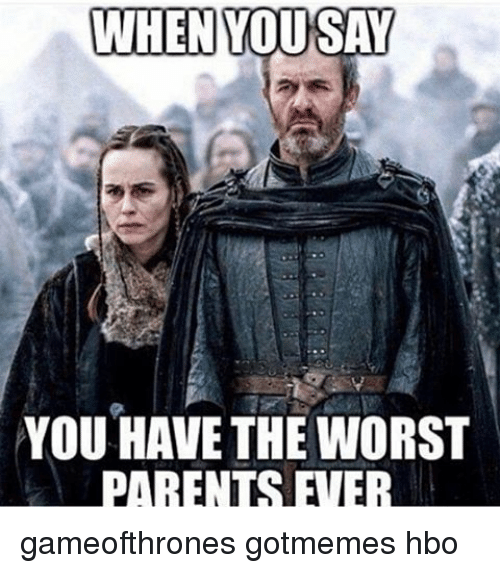 WHEN YOU SAY
YOU HAVE THE WORST
PARENTS EVER
gameofthrones gotmemes hbo